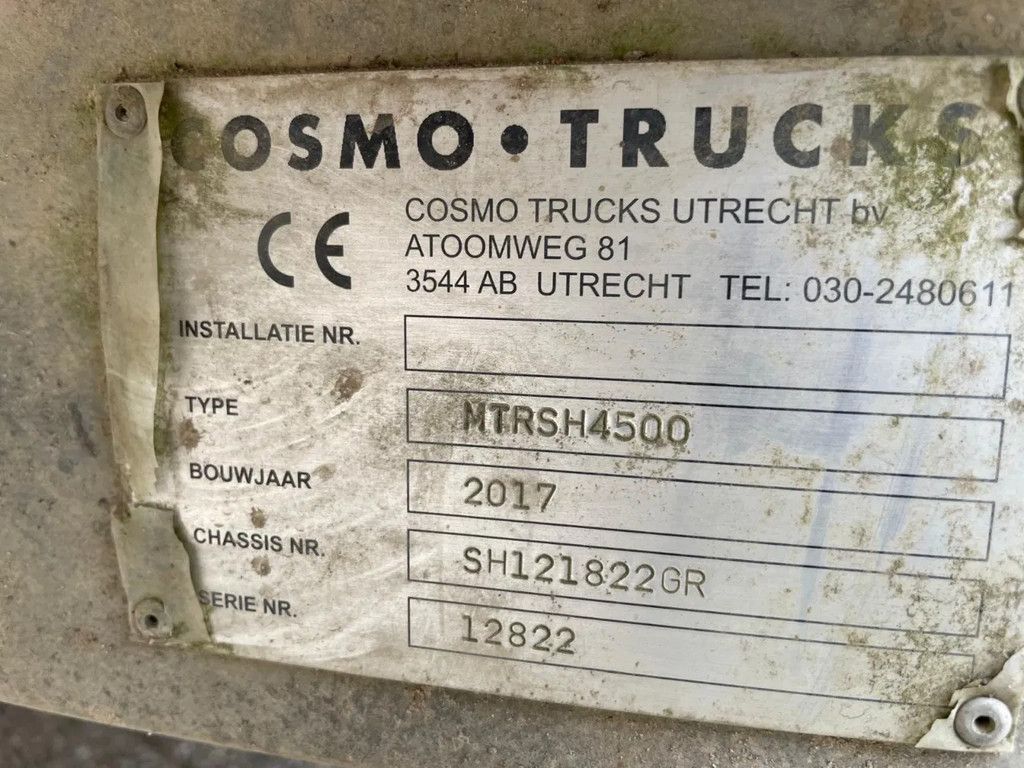 COSMO • TRUCKS
CE
COSMO TRUCKS UTRECHT bv
ATOOMWEG 81
3544 AB UTRECHT TEL: 030-2480611
INSTALLATIE NR.
TYPE MTRSH4500
BOUWJAAR 2017
CHASSIS NR. SH121822GR
SERIE NR. 12822